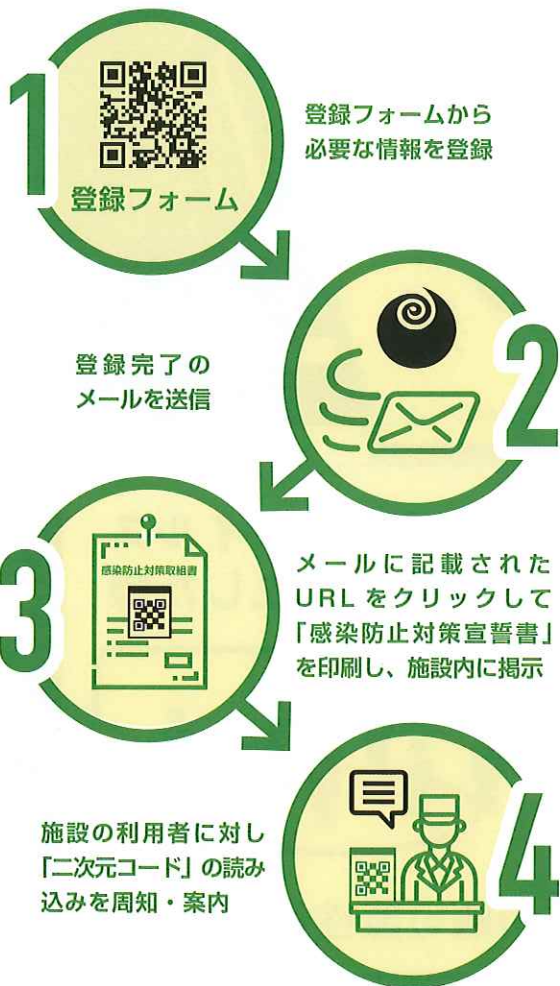 1
登録フォーム
登録フォームから
必要な情報を登録
2
登録完了の
メールを送信
3
感染防止対策取組書
メールに記載された
URLをクリックして
「感染防止対策宣誓書」
を印刷し、施設内に掲示
4
施設の利用者に対し
「二次元コード」の読み
込みを周知・案内